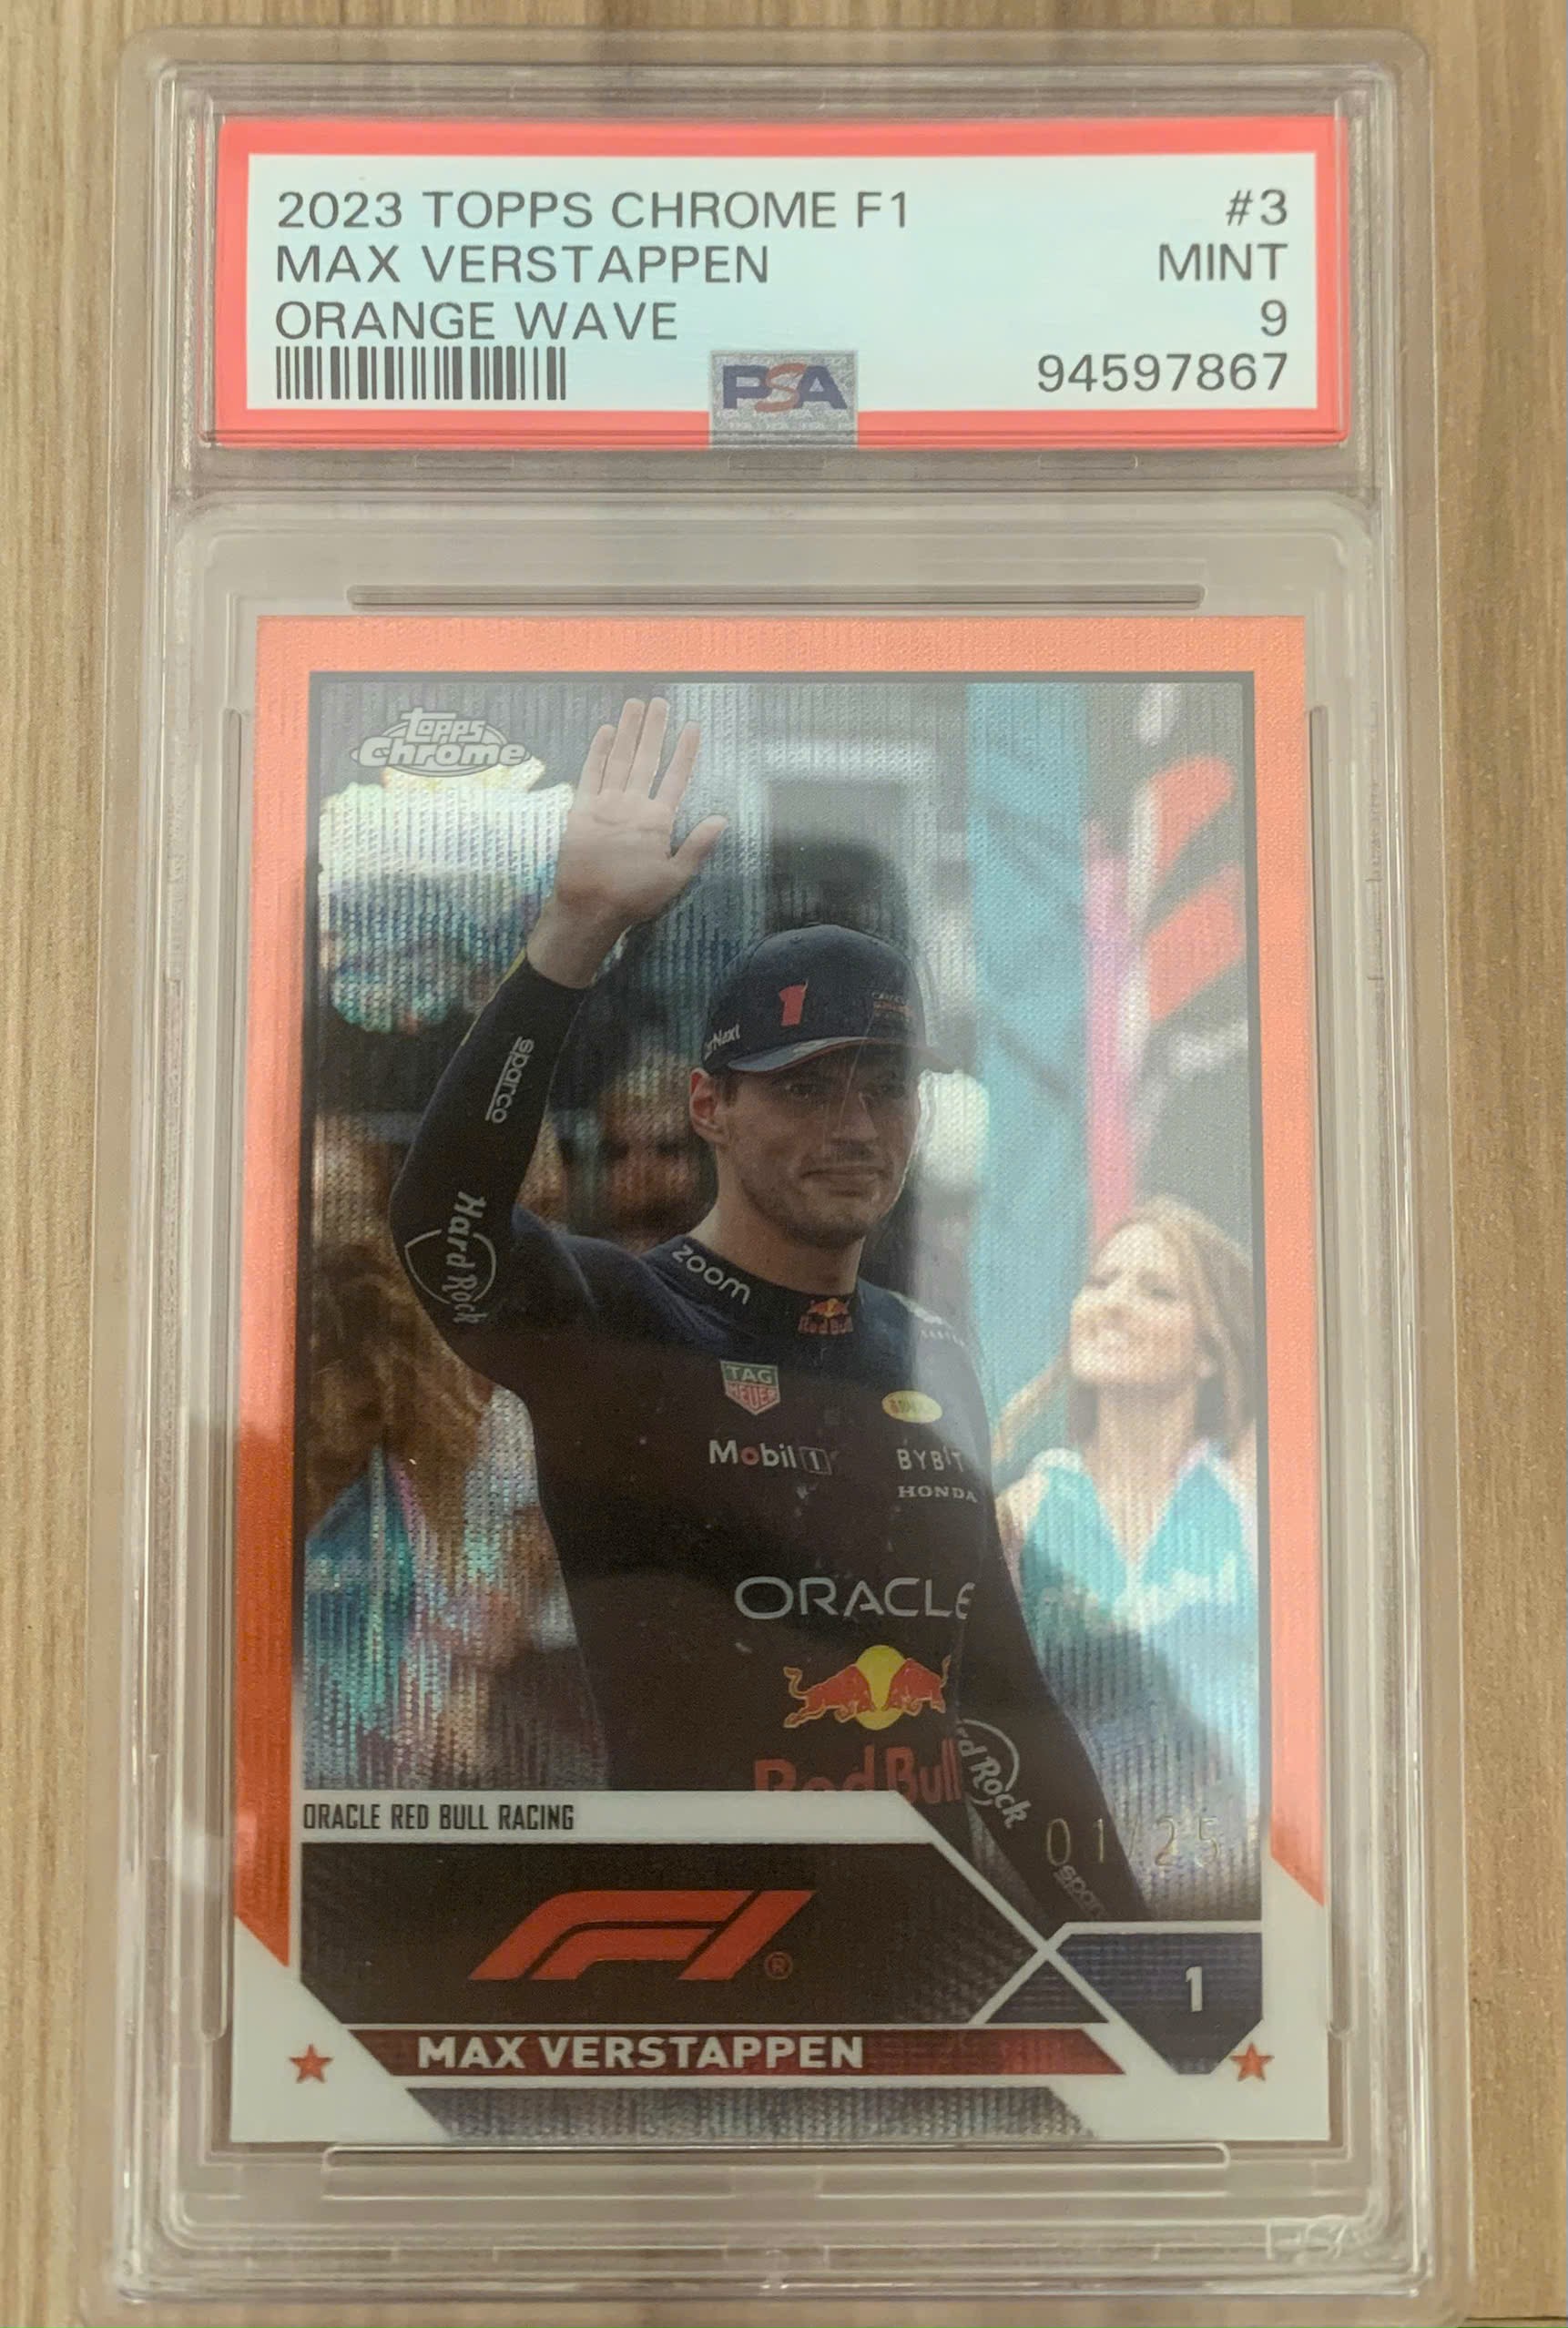 2023 TOPPS CHROME F1 #3
MAX VERSTAPPEN MINT
ORANGE WAVE 9
94597867
PSA
topps
Chrome
1
sparco
Hard Rock
zoom
Red Bull
TAG
HEUER
Mobil 1
BYBIT
HONDA
ORACLE
Red Bull
Rock
ORACLE RED BULL RACING
01/25
F1®
1
MAX VERSTAPPEN